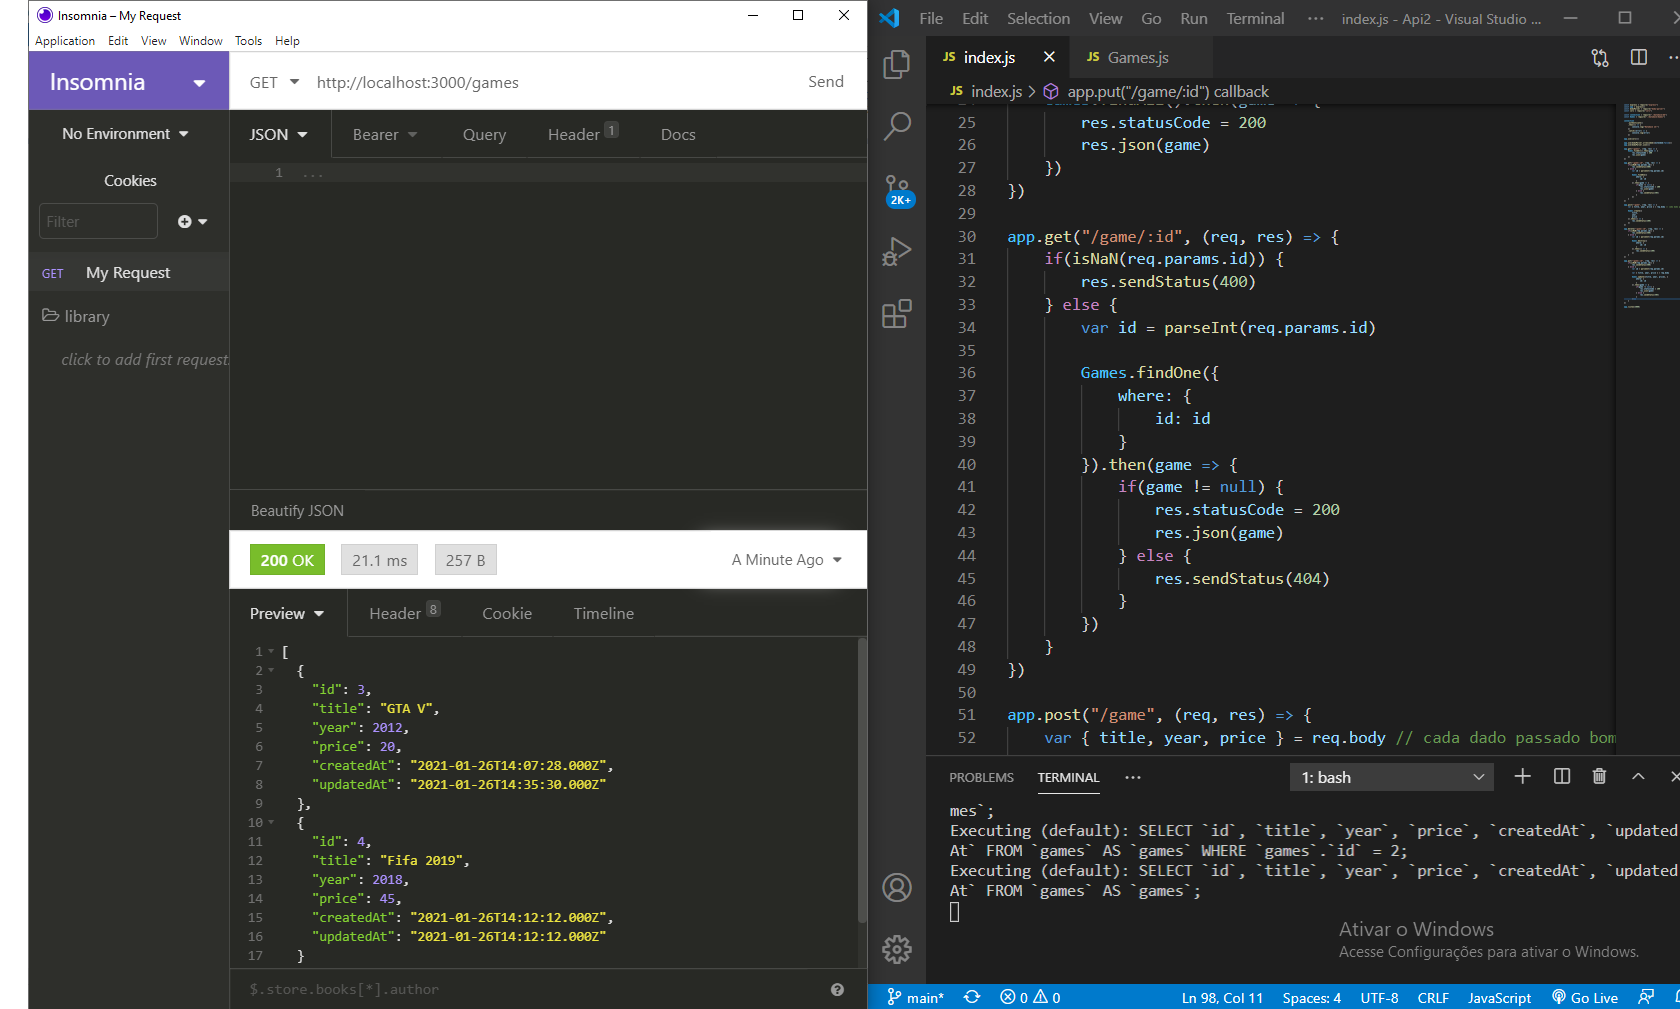 Insomnia – My Request
Application Edit View Window Tools Help
Insomnia
GET http://localhost:3000/games Send
No Environment
JSON Bearer Query Header 1 Docs
Cookies
1 ...
Filter
GET My Request
library
click to add first request
Beautify JSON
200 OK 21.1 ms 257 B A Minute Ago
Preview Header 8 Cookie Timeline
1 [
2 {
3 "id": 3,
4 "title": "GTA V",
5 "year": 2012,
6 "price": 20,
7 "createdAt": "2021-01-26T14:07:28.000Z",
8 "updatedAt": "2021-01-26T14:35:30.000Z"
9 },
10 {
11 "id": 4,
12 "title": "Fifa 2019",
13 "year": 2018,
14 "price": 45,
15 "createdAt": "2021-01-26T14:12:12.000Z",
16 "updatedAt": "2021-01-26T14:12:12.000Z"
17 }
$.store.books[*].author
File Edit Selection View Go Run Terminal ... index.js - Api2 - Visual Studio ...
JS index.js JS Games.js
JS index.js > app.put("/game/:id") callback
2K+
25 res.statusCode = 200
26 res.json(game)
27 })
28 })
29
30 app.get("/game/:id", (req, res) => {
31 if(isNaN(req.params.id)) {
32 res.sendStatus(400)
33 } else {
34 var id = parseInt(req.params.id)
35
36 Games.findOne({
37 where: {
38 id: id
39 }
40 }).then(game => {
41 if(game != null) {
42 res.statusCode = 200
43 res.json(game)
44 } else {
45 res.sendStatus(404)
46 }
47 })
48 }
49 })
50
51 app.post("/game", (req, res) => {
52 var { title, year, price } = req.body // cada dado passado bom
PROBLEMS TERMINAL ... 1: bash
mes`;
Executing (default): SELECT `id`, `title`, `year`, `price`, `createdAt`, `updated
At` FROM `games` AS `games` WHERE `games`.`id` = 2;
Executing (default): SELECT `id`, `title`, `year`, `price`, `createdAt`, `updated
At` FROM `games` AS `games`;
Ativar o Windows
Acesse Configurações para ativar o Windows.
main* 0 0 Ln 98, Col 11 Spaces: 4 UTF-8 CRLF JavaScript Go Live